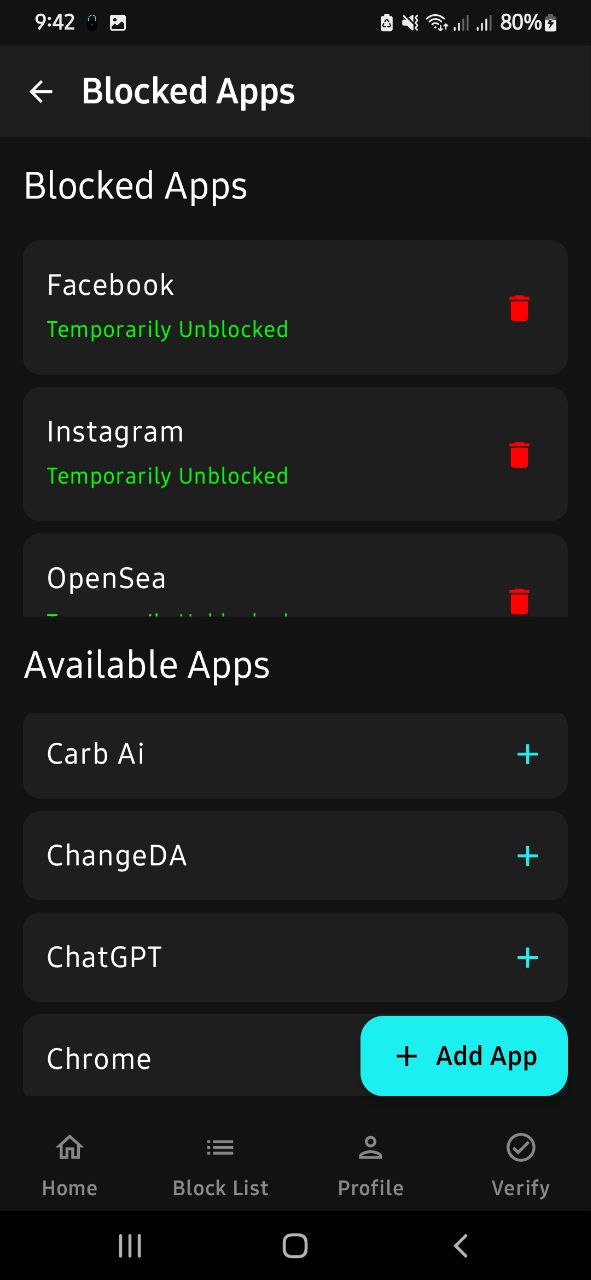 9:42
80%
Blocked Apps
Blocked Apps
Facebook
Temporarily Unblocked
Instagram
Temporarily Unblocked
OpenSea
Available Apps
Carb Ai
ChangeDA
ChatGPT
Chrome
+ Add App
Home
Block List
Profile
Verify